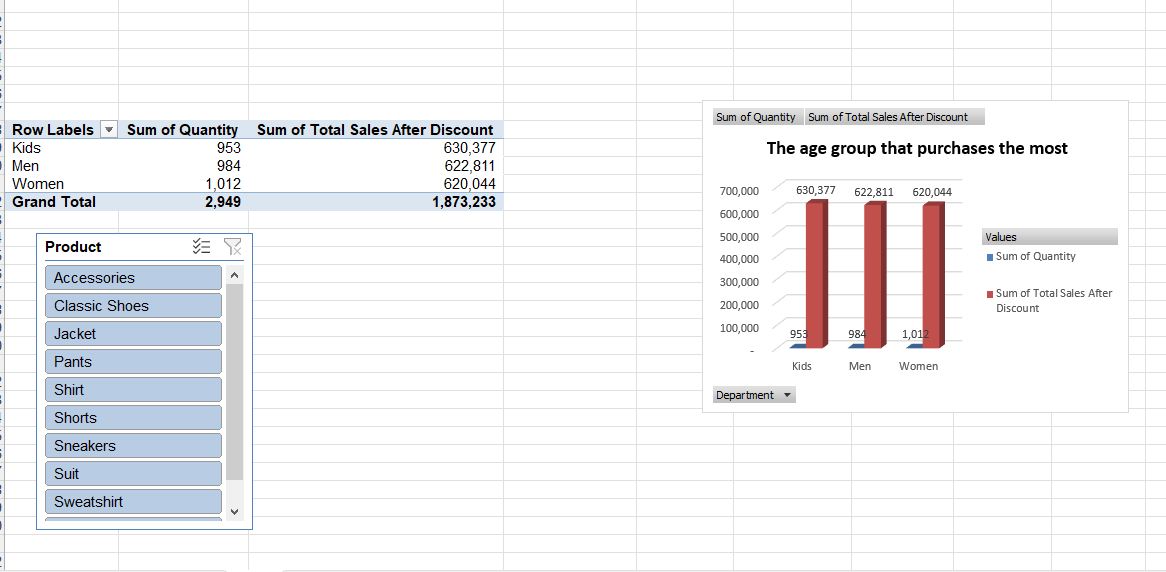 Row Labels Sum of Quantity Sum of Total Sales After Discount
Kids 953 630,377
Men 984 622,811
Women 1,012 620,044
Grand Total 2,949 1,873,233
Product
Accessories
Classic Shoes
Jacket
Pants
Shirt
Shorts
Sneakers
Suit
Sweatshirt
Sum of Quantity Sum of Total Sales After Discount
The age group that purchases the most
700,000
600,000
500,000
400,000
300,000
200,000
100,000
-
630,377 622,811 620,044
953 984 1,012
Kids Men Women
Values
Sum of Quantity
Sum of Total Sales After
Discount
Department